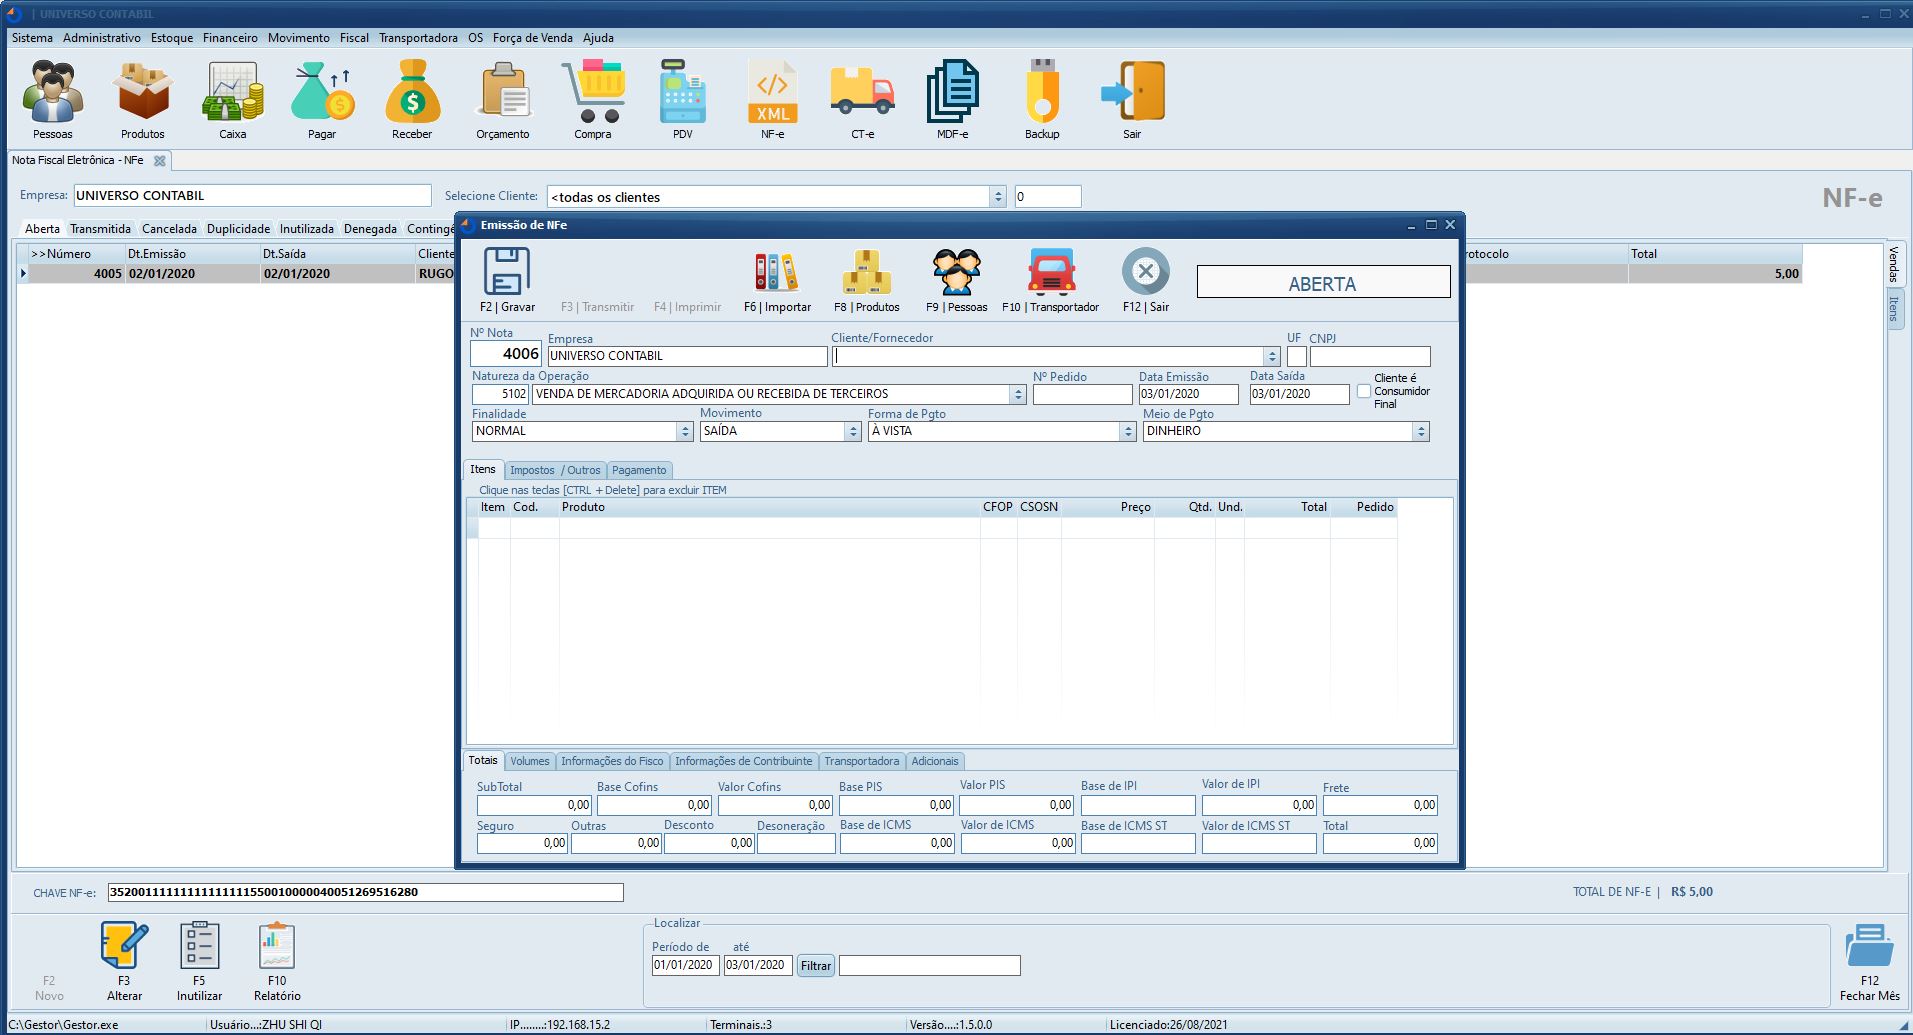 | UNIVERSO CONTABIL
Sistema Administrativo Estoque Financeiro Movimento Fiscal Transportadora OS Força de Venda Ajuda
Pessoas Produtos Caixa Pagar Receber Orçamento Compra PDV NF-e CT-e MDF-e Backup Sair
XML
Nota Fiscal Eletrônica - NFe
Empresa: UNIVERSO CONTABIL Selecione Cliente: <todas os clientes 0 NF-e
Aberta Transmitida Cancelada Duplicidade Inutilizada Denegada Contingê
>>Número Dt.Emissão Dt.Saída Cliente rotocolo Total
4005 02/01/2020 02/01/2020 RUGO 5,00
Vendas
Itens
Emissão de NFe
F2 | Gravar F3 | Transmitir F4 | Imprimir F6 | Importar F8 | Produtos F9 | Pessoas F10 | Transportador F12 | Sair
ABERTA
Nº Nota Empresa Cliente/Fornecedor UF CNPJ
4006 UNIVERSO CONTABIL
Natureza da Operação Nº Pedido Data Emissão Data Saída
5102 VENDA DE MERCADORIA ADQUIRIDA OU RECEBIDA DE TERCEIROS 03/01/2020 03/01/2020
Cliente é
Consumidor
Final
Finalidade Movimento Forma de Pgto Meio de Pgto
NORMAL SAÍDA À VISTA DINHEIRO
Itens Impostos / Outros Pagamento
Clique nas teclas [CTRL + Delete] para excluir ITEM
Item Cod. Produto CFOP CSOSN Preço Qtd. Und. Total Pedido
Totais Volumes Informações do Fisco Informações de Contribuinte Transportadora Adicionais
SubTotal Base Cofins Valor Cofins Base PIS Valor PIS Base de IPI Valor de IPI Frete
0,00 0,00 0,00 0,00 0,00 0,00 0,00
Seguro Outras Desconto Desoneração Base de ICMS Valor de ICMS Base de ICMS ST Valor de ICMS ST Total
0,00 0,00 0,00 0,00 0,00 0,00
CHAVE NF-e: 35200111111111111111550010000040051269516280 TOTAL DE NF-E | R$ 5,00
F2
Novo
F3
Alterar
F5
Inutilizar
F10
Relatório
Localizar
Período de até
01/01/2020 03/01/2020 Filtrar
F12
Fechar Mês
C:\Gestor\Gestor.exe Usuário...:ZHU SHI QI IP........:192.168.15.2 Terminais.:3 Versão....:1.5.0.0 Licenciado:26/08/2021